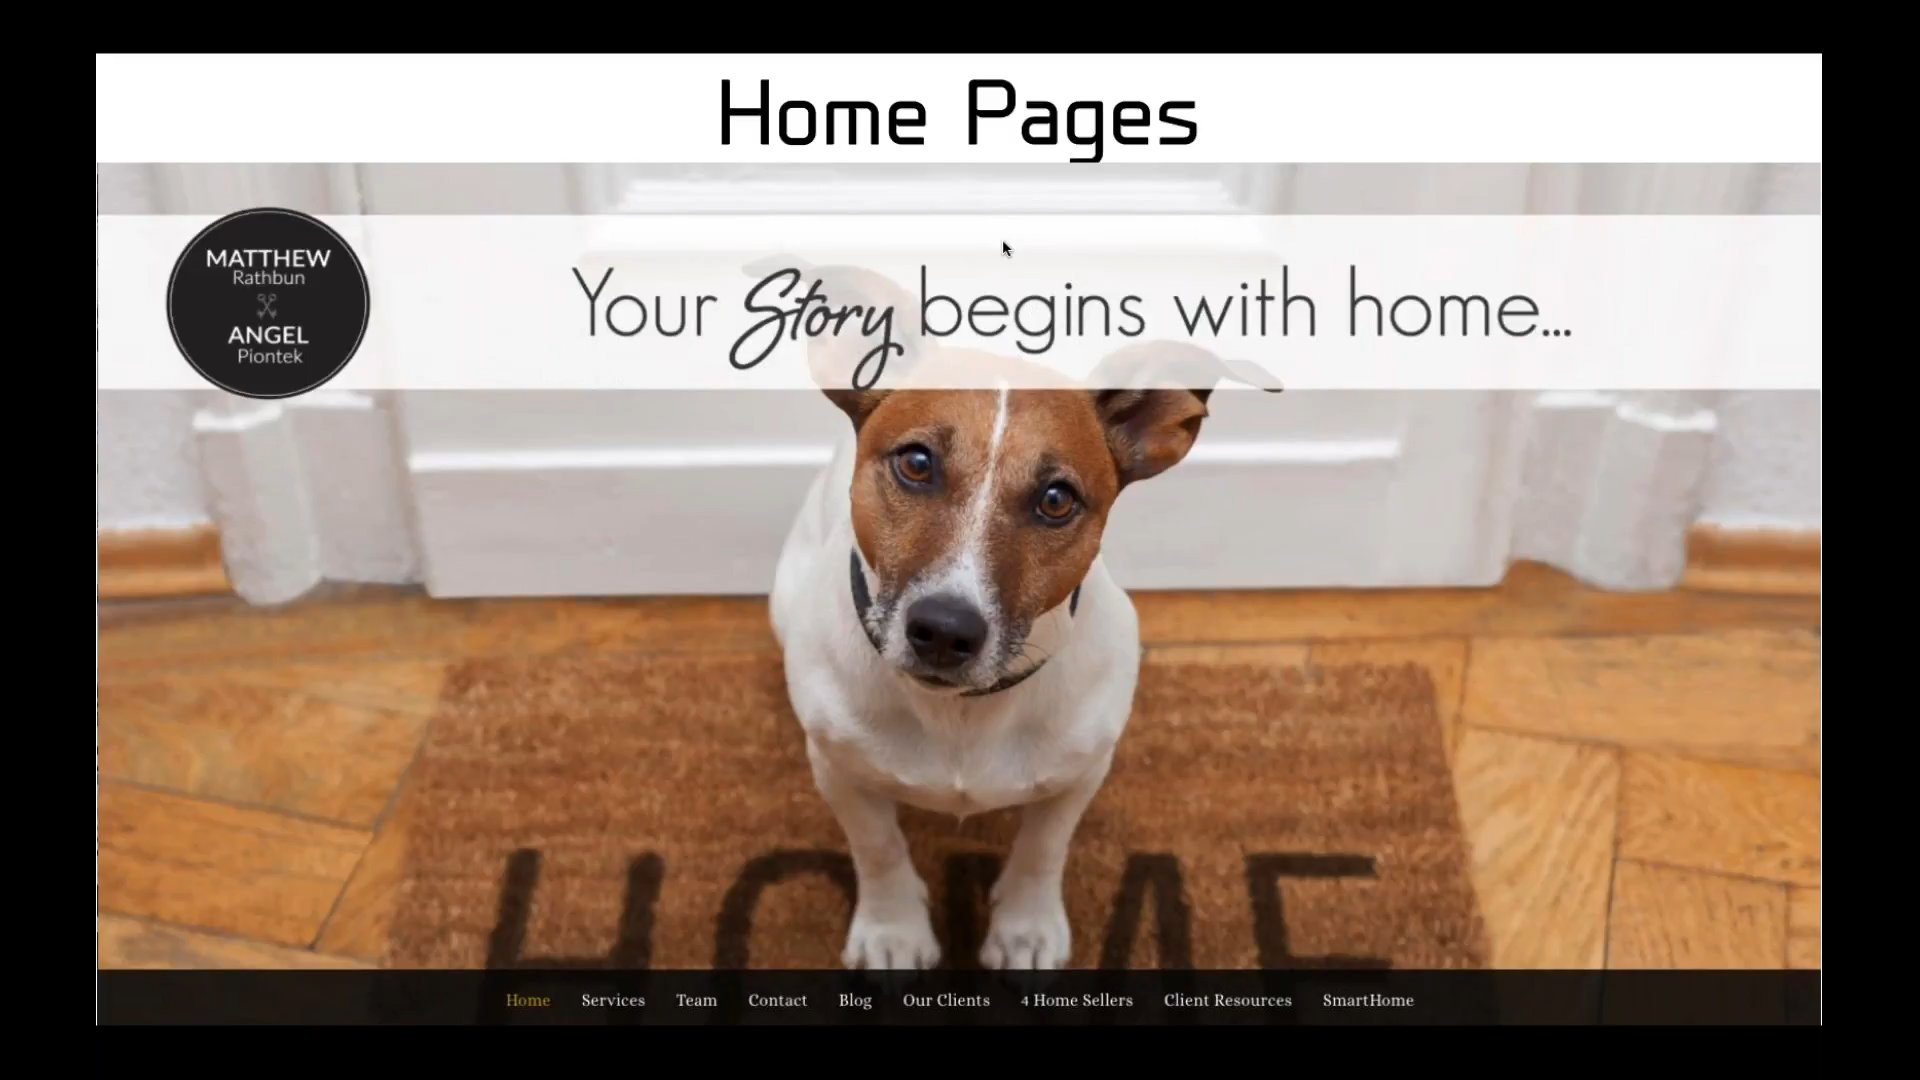 Home Pages
MATTHEW
Rathbun
ANGEL
Piontek
Your Story begins with home...
HOME
Home Services Team Contact Blog Our Clients 4 Home Sellers Client Resources SmartHome